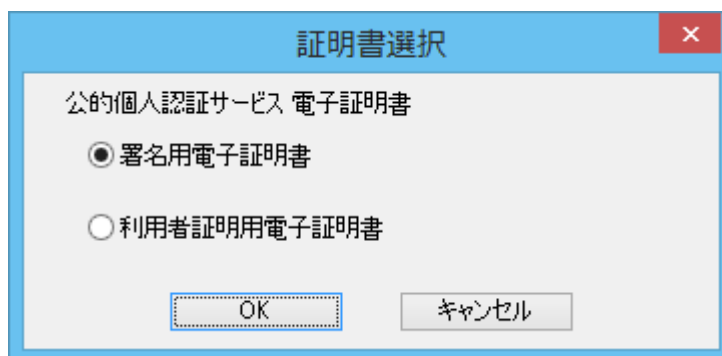 証明書選択
公的個人認証サービス 電子証明書
署名用電子証明書
利用者証明用電子証明書
OK
キャンセル